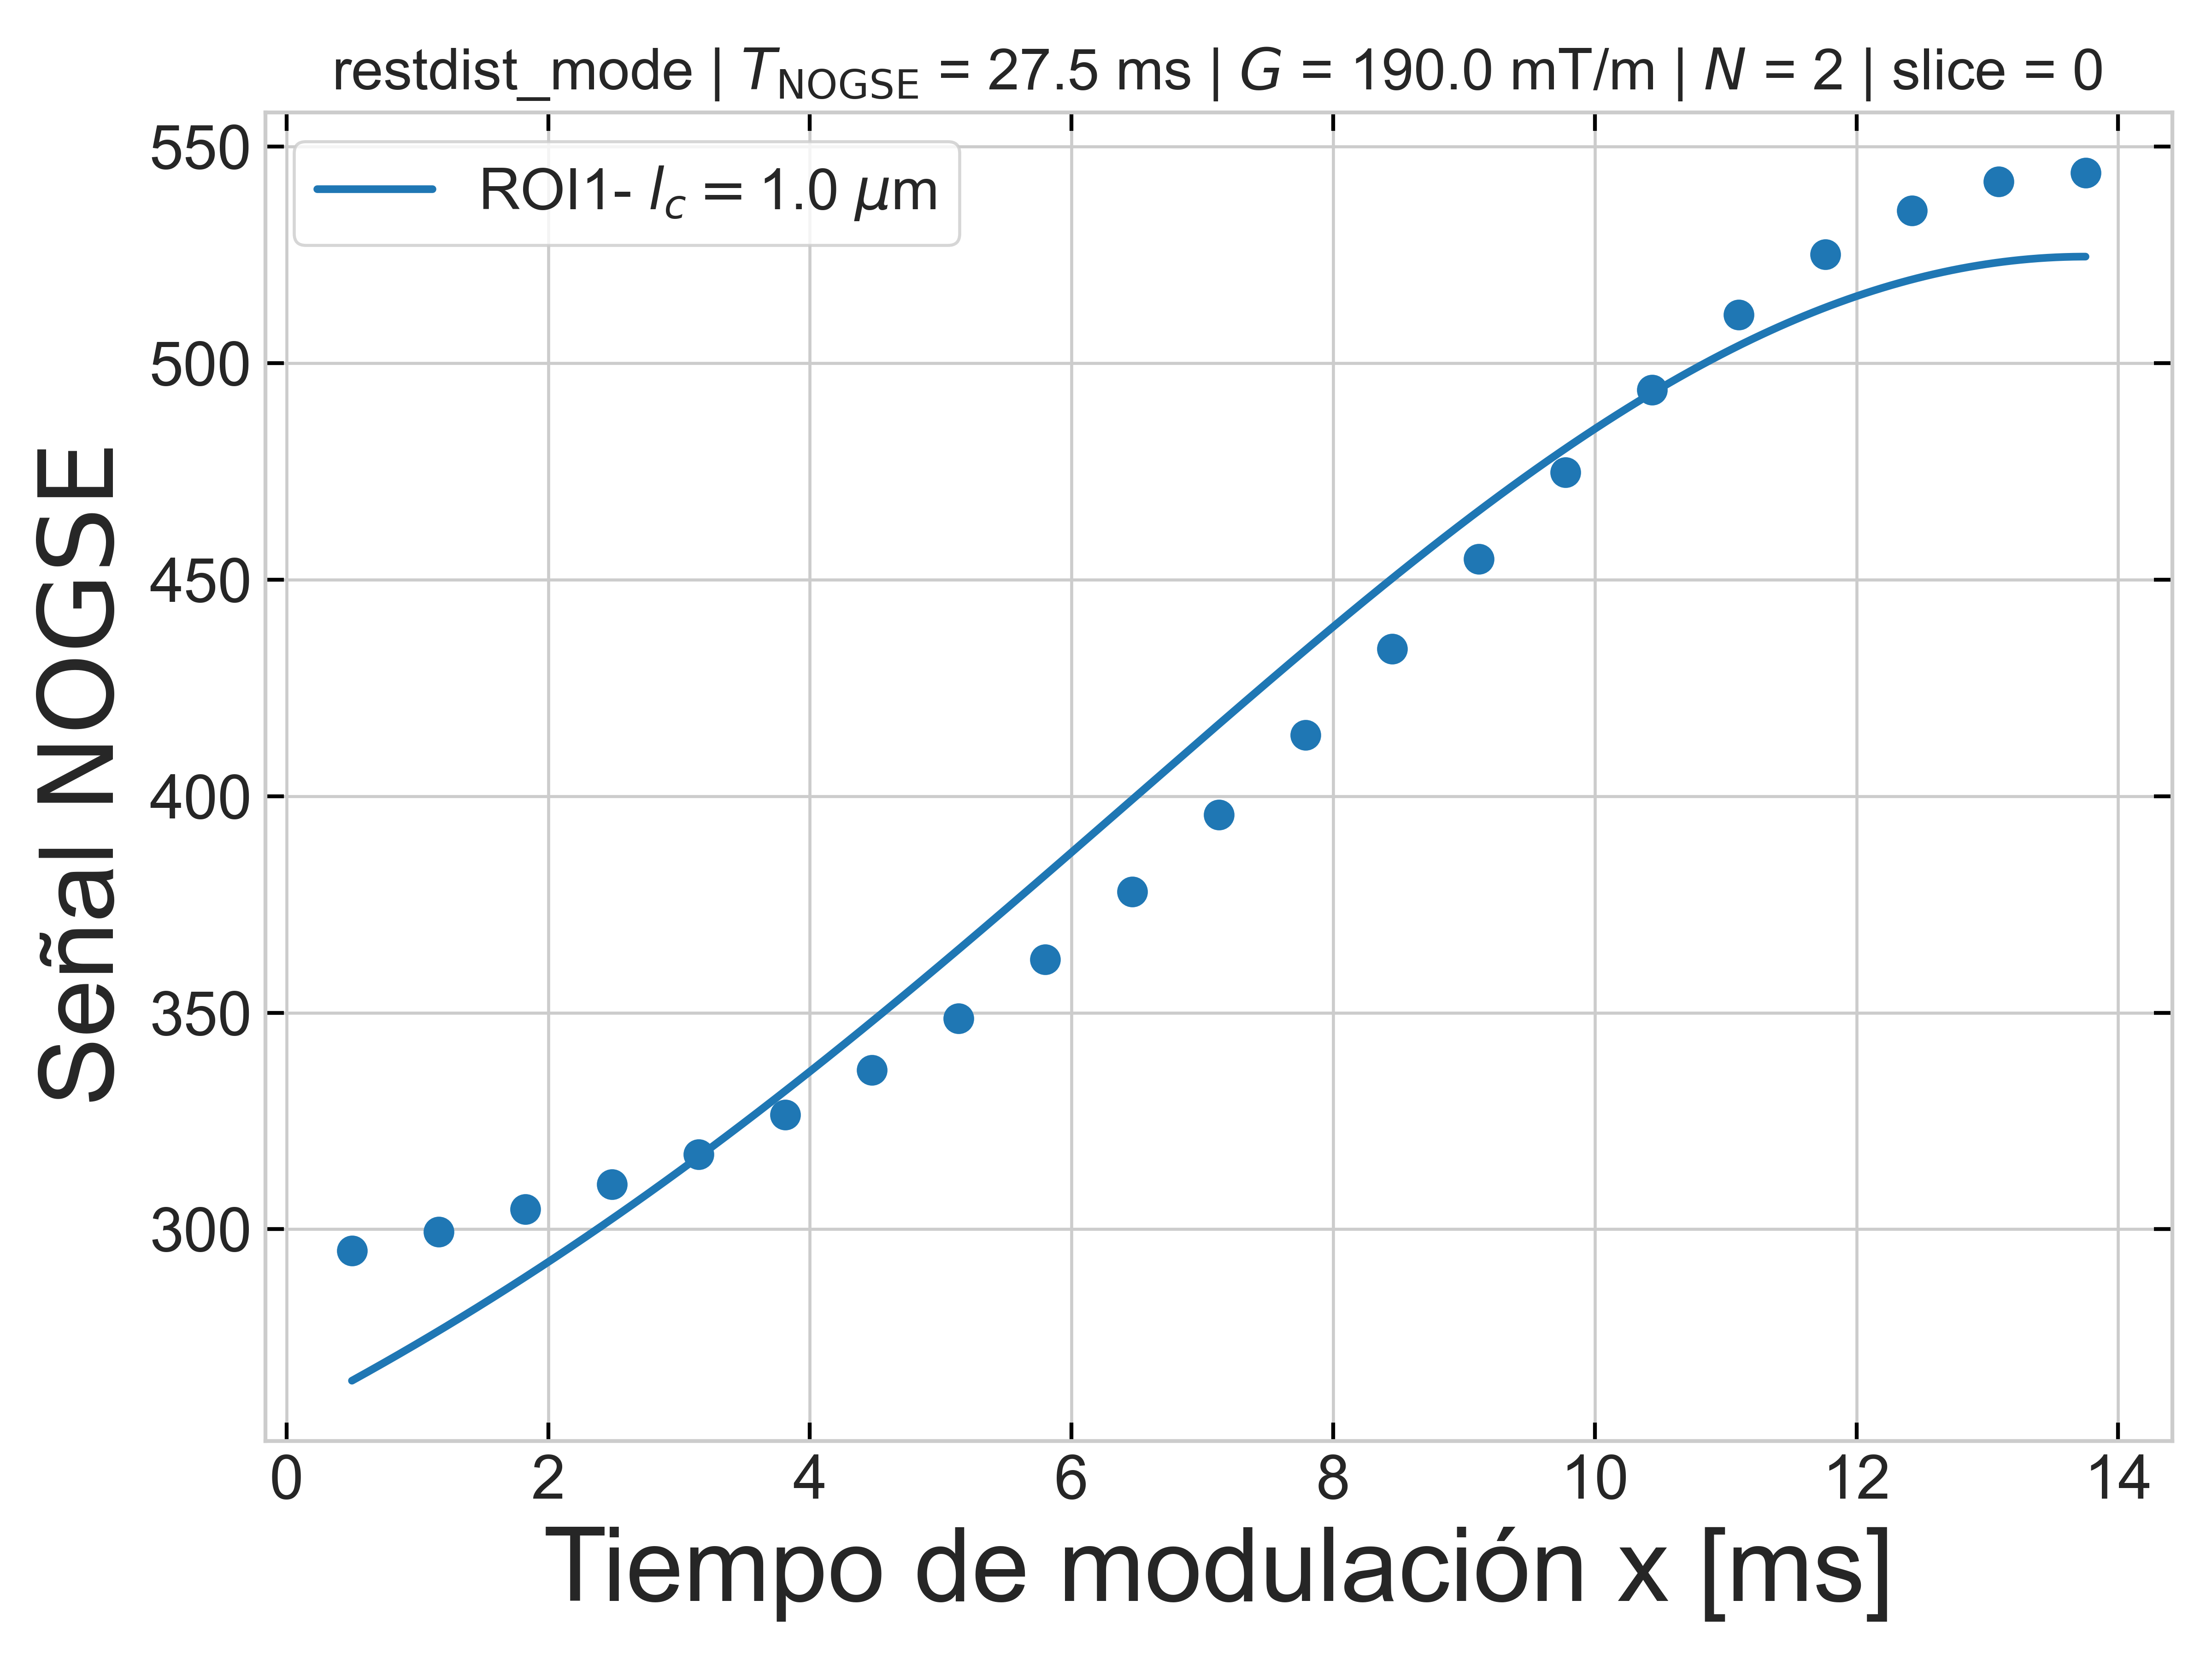 restdist_mode | T_NOGSE = 27.5 ms | G = 190.0 mT/m | N = 2 | slice = 0
ROI1- l_c = 1.0 μm
Señal NOGSE
550
500
450
400
350
300
0 2 4 6 8 10 12 14
Tiempo de modulación x [ms]